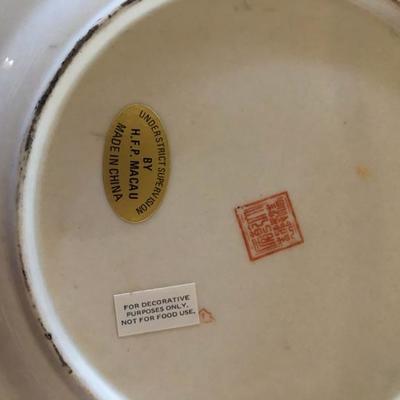 UNDER STRICT SUPERVISION
BY
H.F.P. MACAU
MADE IN CHINA
FOR DECORATIVE
PURPOSES ONLY.
NOT FOR FOOD USE.